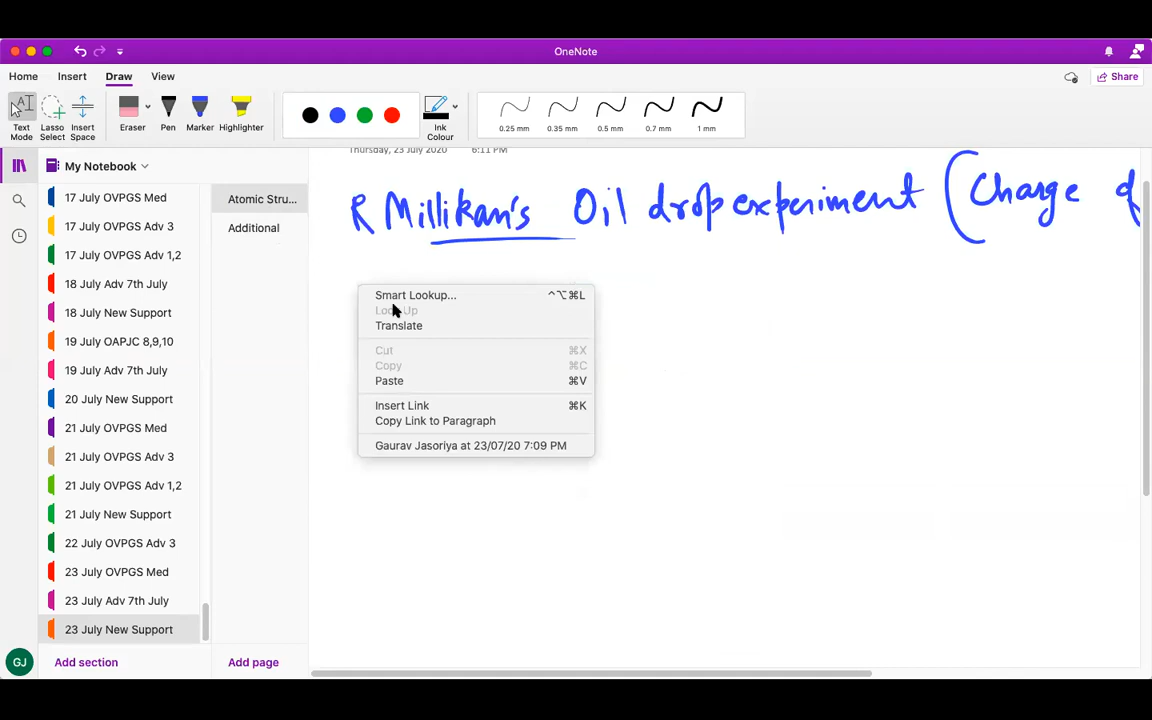 OneNote
Home Insert Draw View
Share
Text Mode
Lasso Select
Insert Space
Eraser
Pen
Marker
Highlighter
Ink Colour
0.25 mm 0.35 mm 0.5 mm 0.7 mm 1 mm
My Notebook
17 July OVPGS Med
17 July OVPGS Adv 3
17 July OVPGS Adv 1,2
18 July Adv 7th July
18 July New Support
19 July OAPJC 8,9,10
19 July Adv 7th July
20 July New Support
21 July OVPGS Med
21 July OVPGS Adv 3
21 July OVPGS Adv 1,2
21 July New Support
22 July OVPGS Adv 3
23 July OVPGS Med
23 July Adv 7th July
23 July New Support
Add section
GJ
Atomic Stru...
Additional
Add page
Thursday, 23 July 2020 6:11 PM
R Millikan's Oil drop experiment (Charge of
Smart Lookup... ^⌥⌘L
Look Up
Translate
Cut ⌘X
Copy ⌘C
Paste ⌘V
Insert Link ⌘K
Copy Link to Paragraph
Gaurav Jasoriya at 23/07/20 7:09 PM